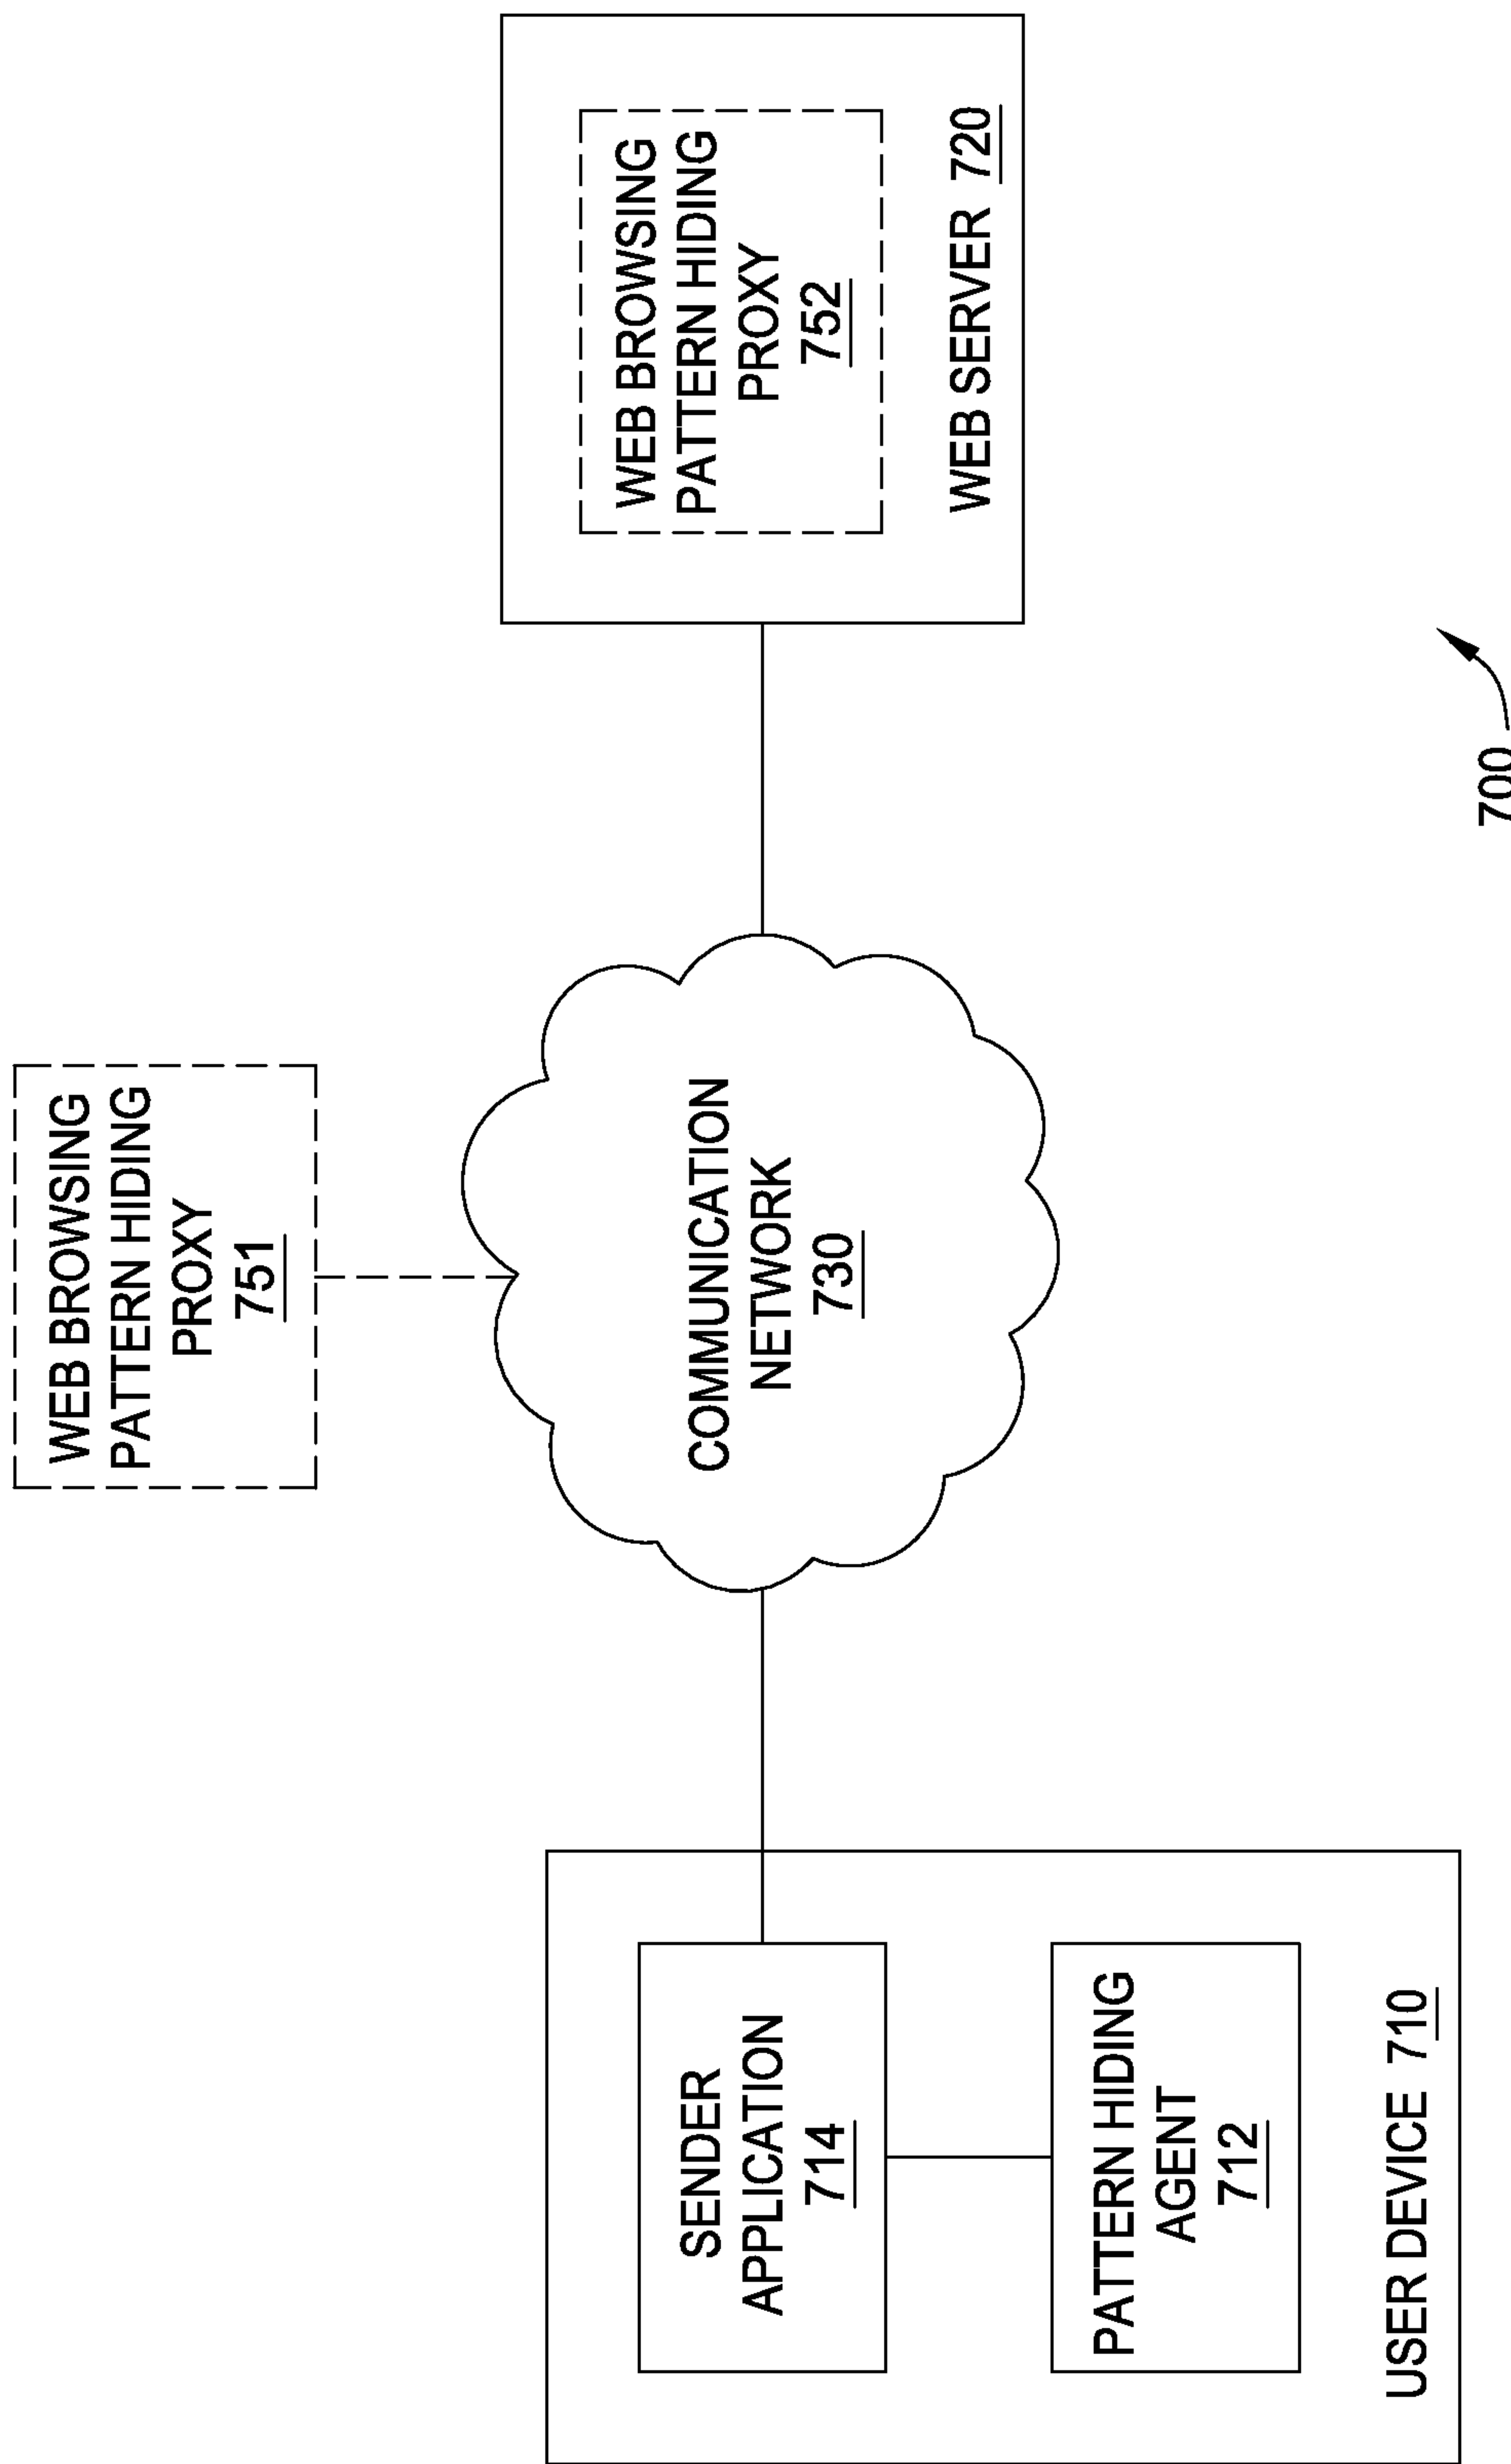 WEB BROWSING
PATTERN HIDING
PROXY
751
SENDER
APPLICATION
714
PATTERN HIDING
AGENT
712
USER DEVICE 710
COMMUNICATION
NETWORK
730
WEB BROWSING
PATTERN HIDING
PROXY
752
WEB SERVER 720
700